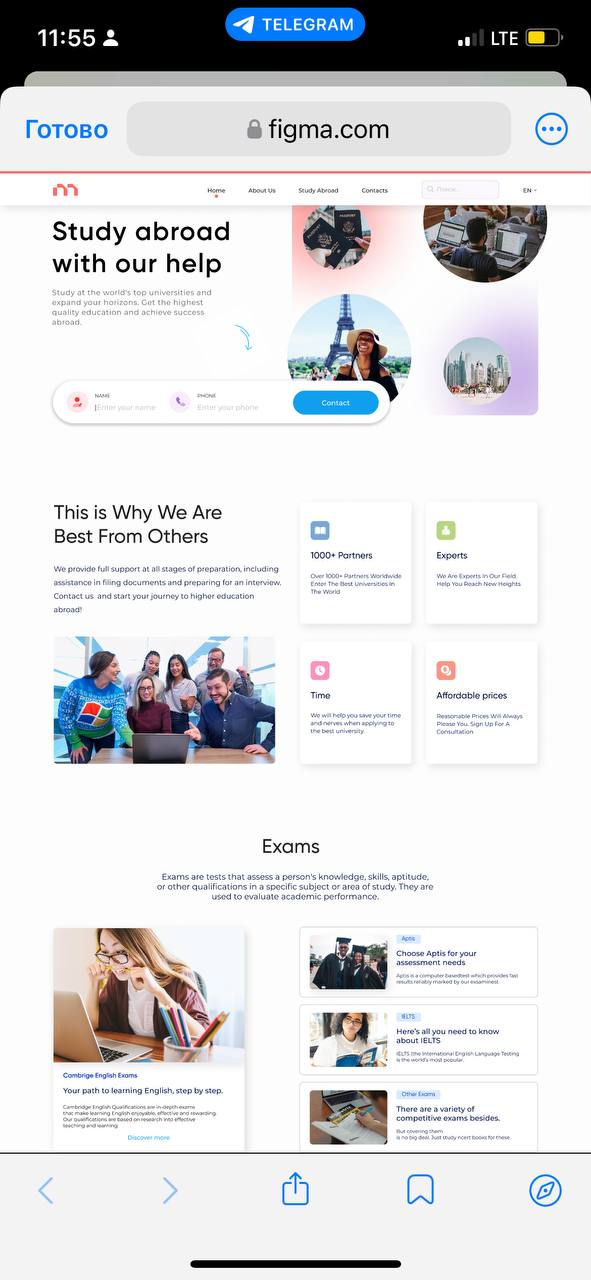 11:55
TELEGRAM
LTE
Готово
figma.com
Home
About Us
Study Abroad
Contacts
Поиск...
EN
Study abroad
with our help
Study at the world's top universities and
expand your horizons. Get the highest
quality education and achieve success
abroad.
NAME
Enter your name
PHONE
Enter your phone
Contact
This is Why We Are
Best From Others
We provide full support at all stages of preparation, including
assistance in filing documents and preparing for an interview.
Contact us and start your journey to higher education
abroad!
1000+ Partners
Over 1000+ Partners Worldwide
Enter The Best Universities In
The World
Experts
We Are Experts In Our Field.
Help You Reach New Heights
Time
We will help you save your time
and nerves when applying to
the best university.
Affordable prices
Reasonable Prices Will Always
Please You. Sign Up For A
Consultation
Exams
Exams are tests that assess a person's knowledge, skills, aptitude,
or other qualifications in a specific subject or area of study. They are
used to evaluate academic performance.
Cambrige English Exams
Your path to learning English, step by step.
Cambridge English Qualifications are in-depth exams
that make learning English enjoyable, effective and rewarding.
Our qualifications are based on research into effective
teaching and learning.
Discover more
Aptis
Choose Aptis for your
assessment needs
Aptis is a computer basedtest which provides fast
results reliably marked by our exsaminest
IELTS
Here's all you need to know
about IELTS
IELTS (the International English Language Testing
is the world's most popular.
Other Exams
There are a variety of
competitive exams besides.
But covering them
is no big deal. Just study ncert books for these.